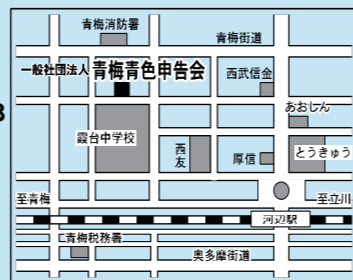 青梅消防署
青梅街道
一般社団法人 青梅青色申告会
西武信金
あおしん
霞台中学校
西友
厚信
とうきゅう
至青梅
至立川
河辺駅
青梅税務署
奥多摩街道